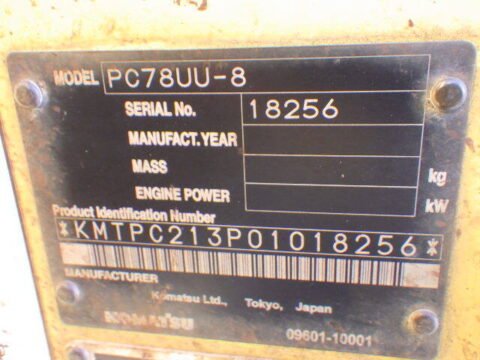 MODEL PC78UU-8
SERIAL No. 18256
MANUFACT.YEAR
MASS kg
ENGINE POWER kW
Product Identification Number
*KMTPC213P01018256*
MANUFACTURER
Komatsu Ltd., Tokyo, Japan
KOMATSU 09601-10001